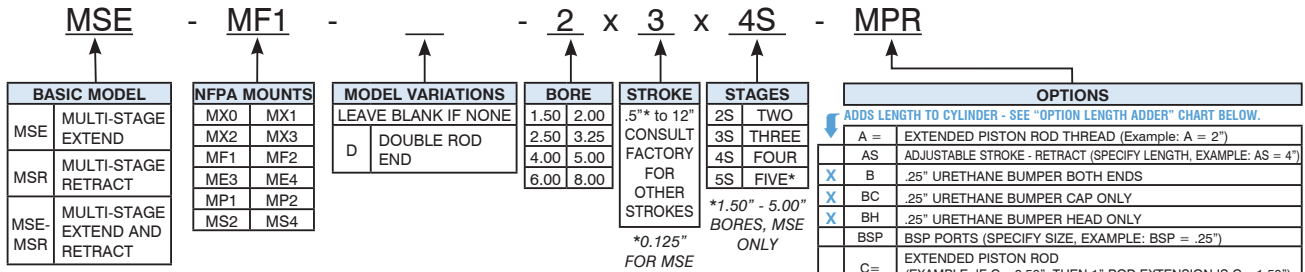 MSE - MF1 - __ - 2 x 3 x 4S - MPR
BASIC MODEL
MSE MULTI-STAGE EXTEND
MSR MULTI-STAGE RETRACT
MSE-MSR MULTI-STAGE EXTEND AND RETRACT
NFPA MOUNTS
MX0 MX1
MX2 MX3
MF1 MF2
ME3 ME4
MP1 MP2
MS2 MS4
MODEL VARIATIONS
LEAVE BLANK IF NONE
D DOUBLE ROD END
BORE
1.50 2.00
2.50 3.25
4.00 5.00
6.00 8.00
STROKE
.5"* to 12"
CONSULT
FACTORY
FOR
OTHER
STROKES
*0.125"
FOR MSE
STAGES
2S TWO
3S THREE
4S FOUR
5S FIVE*
*1.50" - 5.00"
BORES, MSE
ONLY
OPTIONS
ADDS LENGTH TO CYLINDER - SEE "OPTION LENGTH ADDER" CHART BELOW.
A = EXTENDED PISTON ROD THREAD (Example: A = 2")
AS ADJUSTABLE STROKE - RETRACT (SPECIFY LENGTH, EXAMPLE: AS = 4")
X B .25" URETHANE BUMPER BOTH ENDS
X BC .25" URETHANE BUMPER CAP ONLY
X BH .25" URETHANE BUMPER HEAD ONLY
BSP BSP PORTS (SPECIFY SIZE, EXAMPLE: BSP = .25")
C= EXTENDED PISTON ROD